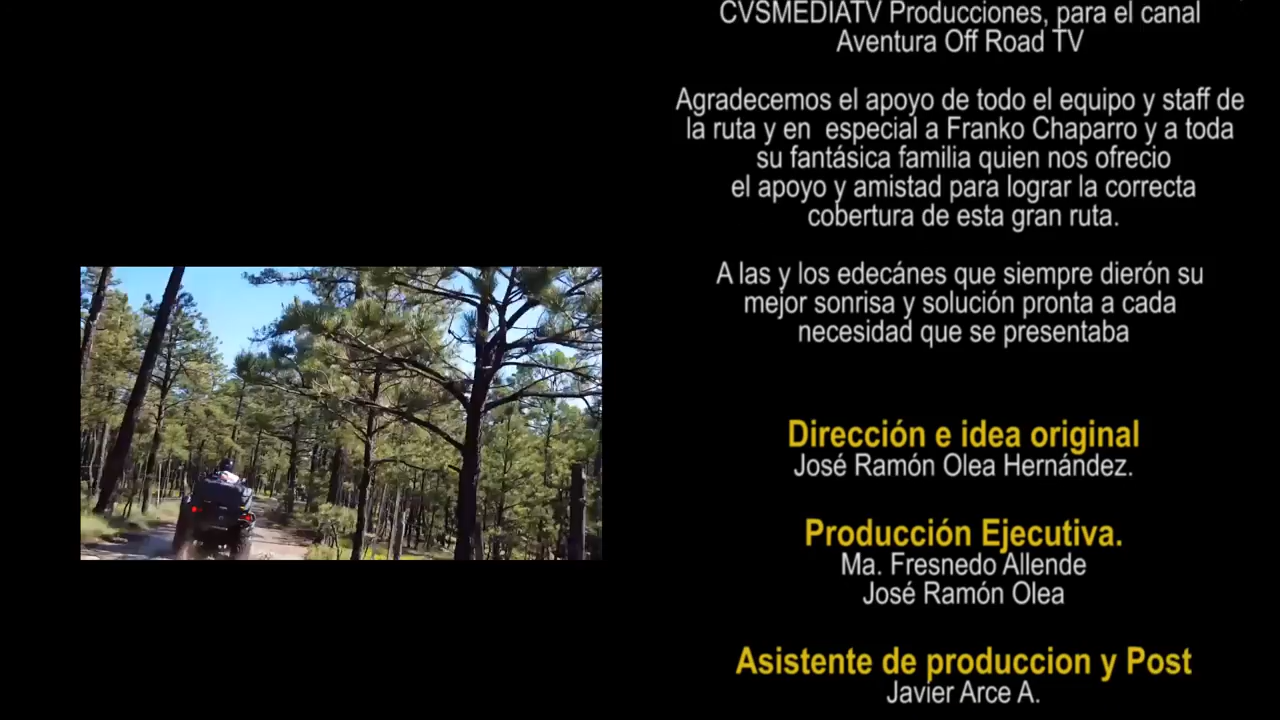 CVSMEDIATV Producciones, para el canal
Aventura Off Road TV
Agradecemos el apoyo de todo el equipo y staff de
la ruta y en especial a Franko Chaparro y a toda
su fantásica familia quien nos ofrecio
el apoyo y amistad para lograr la correcta
cobertura de esta gran ruta.
A las y los edecánes que siempre dierón su
mejor sonrisa y solución pronta a cada
necesidad que se presentaba
Dirección e idea original
José Ramón Olea Hernández.
Producción Ejecutiva.
Ma. Fresnedo Allende
José Ramón Olea
Asistente de produccion y Post
Javier Arce A.